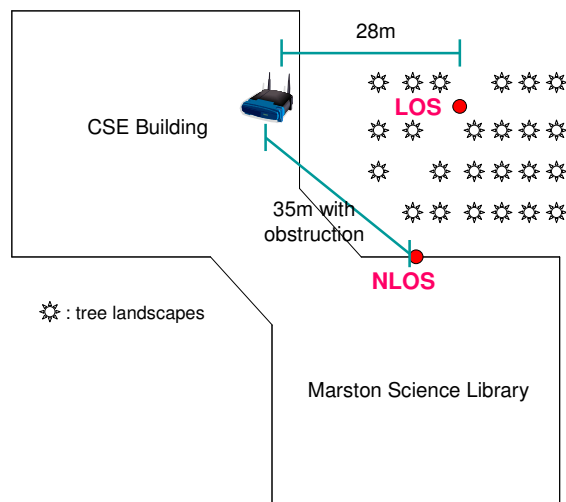 28m
LOS
CSE Building
35m with
obstruction
NLOS
: tree landscapes
Marston Science Library